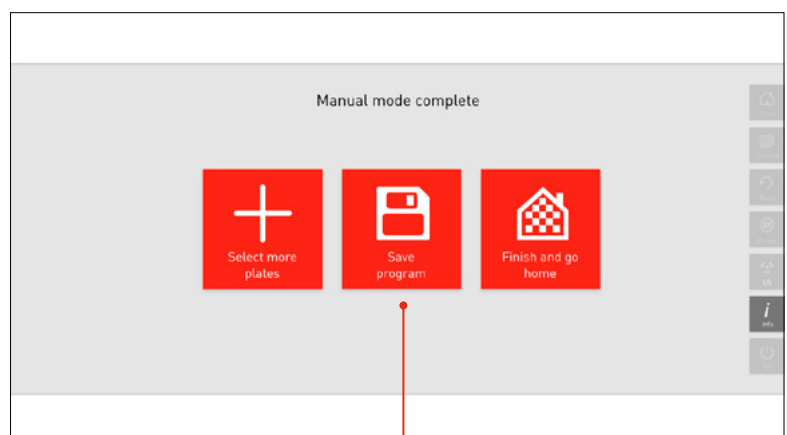 Manual mode complete
Select more
plates
Save
program
Finish and go
home
UV
i
Info